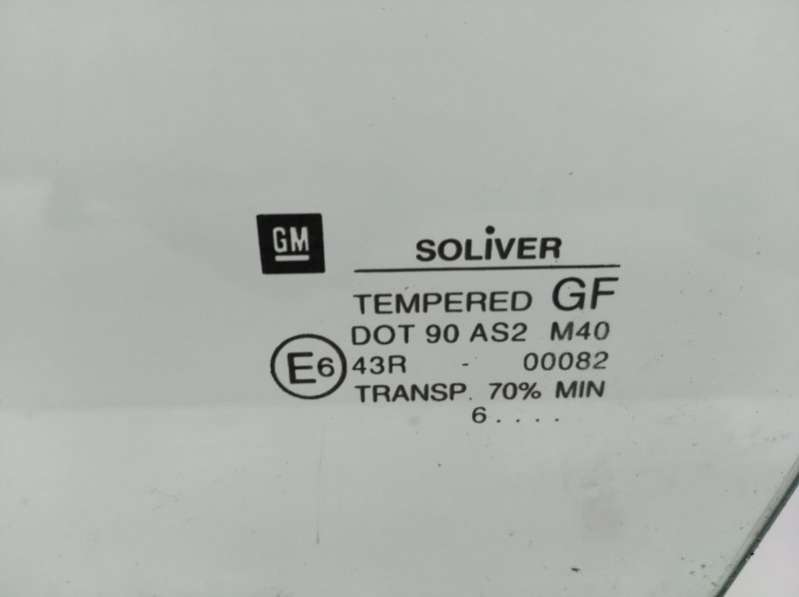 GM
SOLiVER
TEMPERED GF
DOT 90 AS2 M40
E6 43R - 00082
TRANSP. 70% MIN
6....